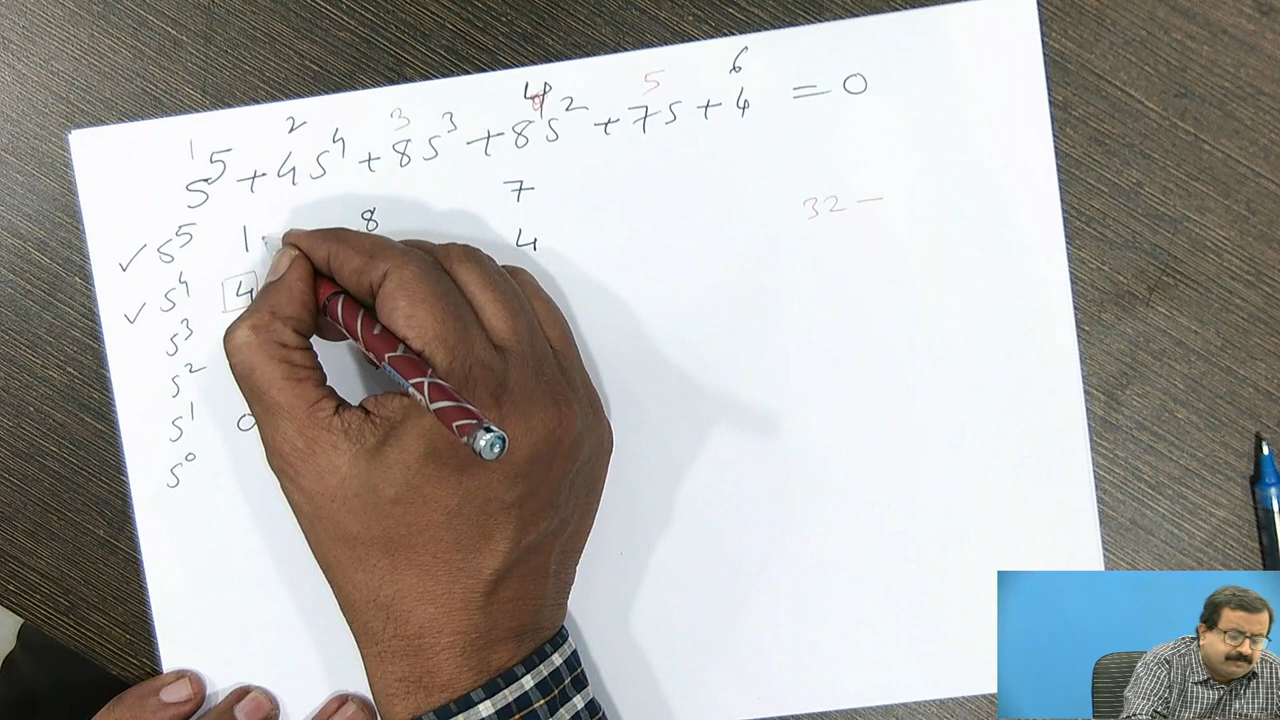 1 2 3 4 5 6
s⁵ + 4s⁴ + 8s³ + 8s² + 7s + 4 = 0
✓ s⁵ 1 8 7
✓ s⁴ 4 4
32 –
s³
s²
s¹ 0
s⁰